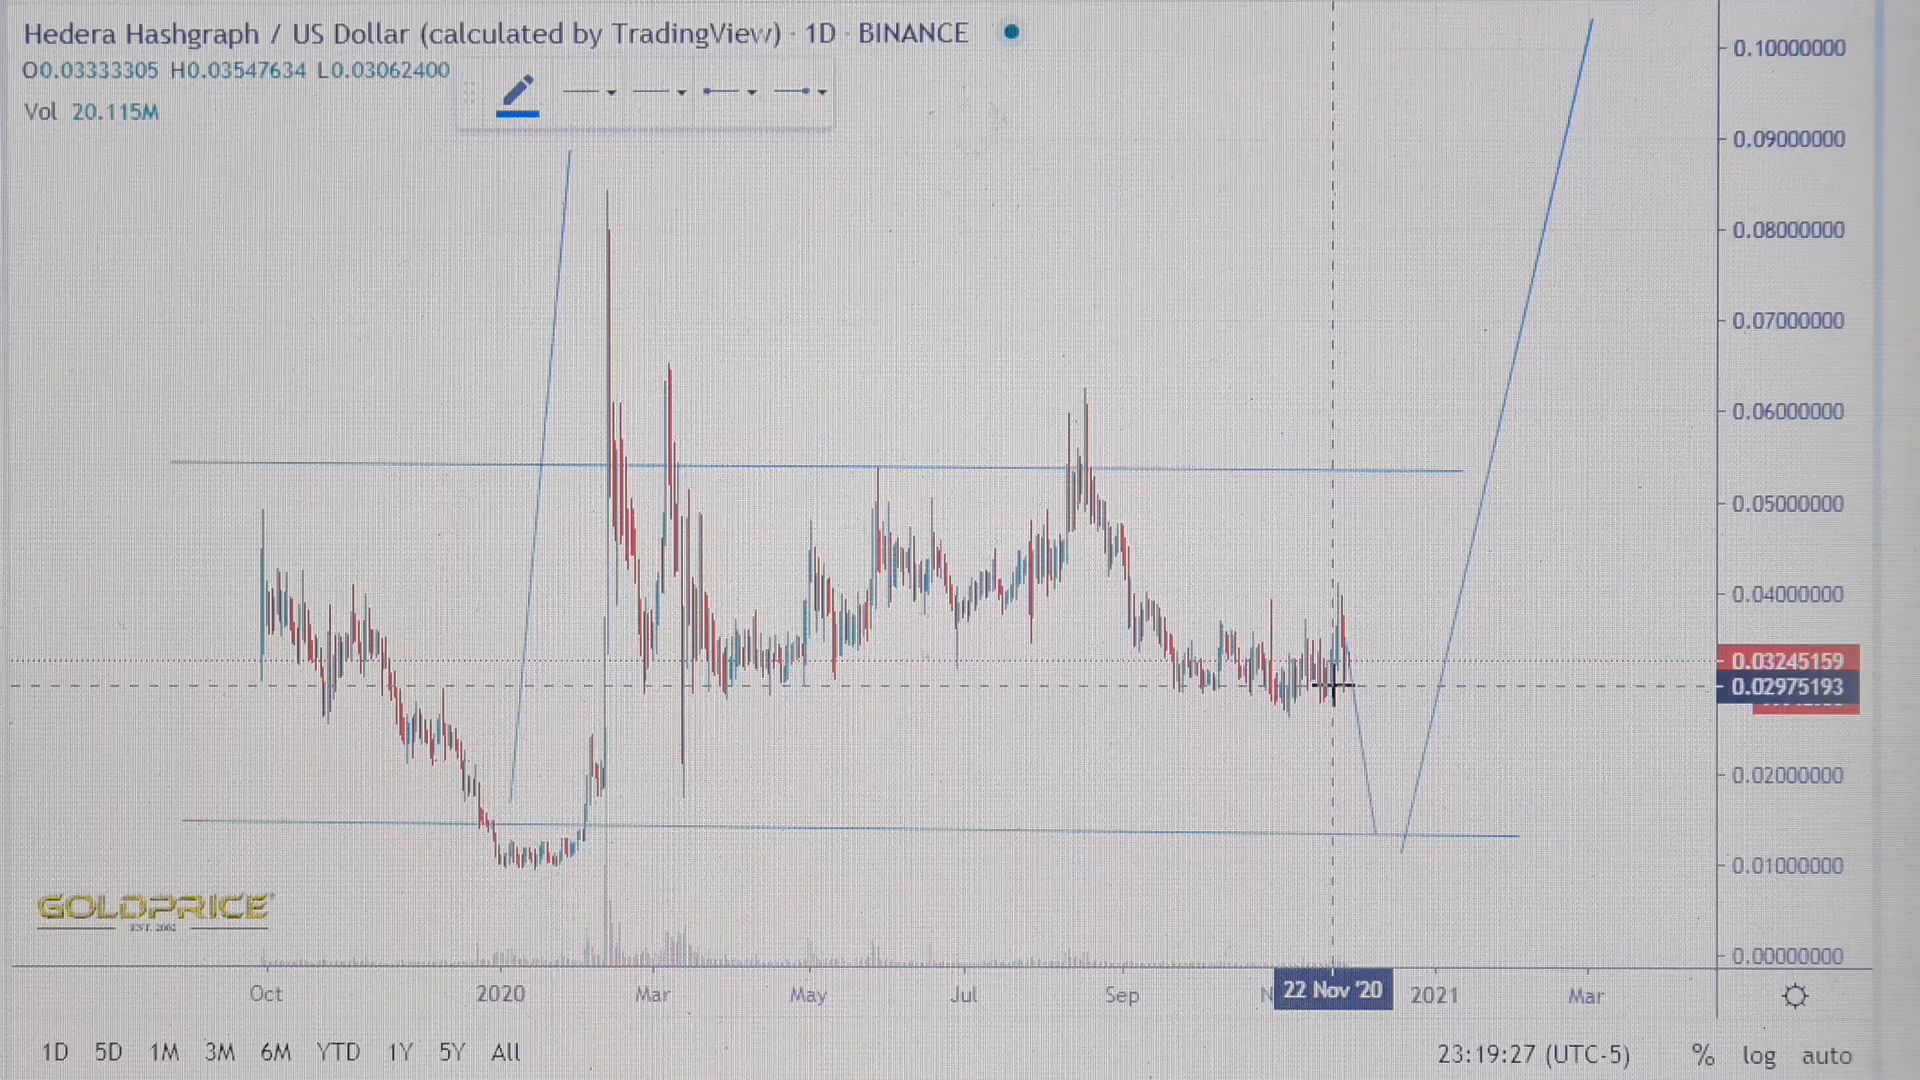 Hedera Hashgraph / US Dollar (calculated by TradingView) · 1D · BINANCE
O0.03333305 H0.03547634 L0.03062400
Vol 20.115M
0.10000000
0.09000000
0.08000000
0.07000000
0.06000000
0.05000000
0.04000000
0.03245159
0.02975193
0.02000000
0.01000000
0.00000000
GOLDPRICE
EST. 2002
Oct 2020 Mar May Jul Sep N 22 Nov '20 2021 Mar
1D 5D 1M 3M 6M YTD 1Y 5Y All
23:19:27 (UTC-5) % log auto